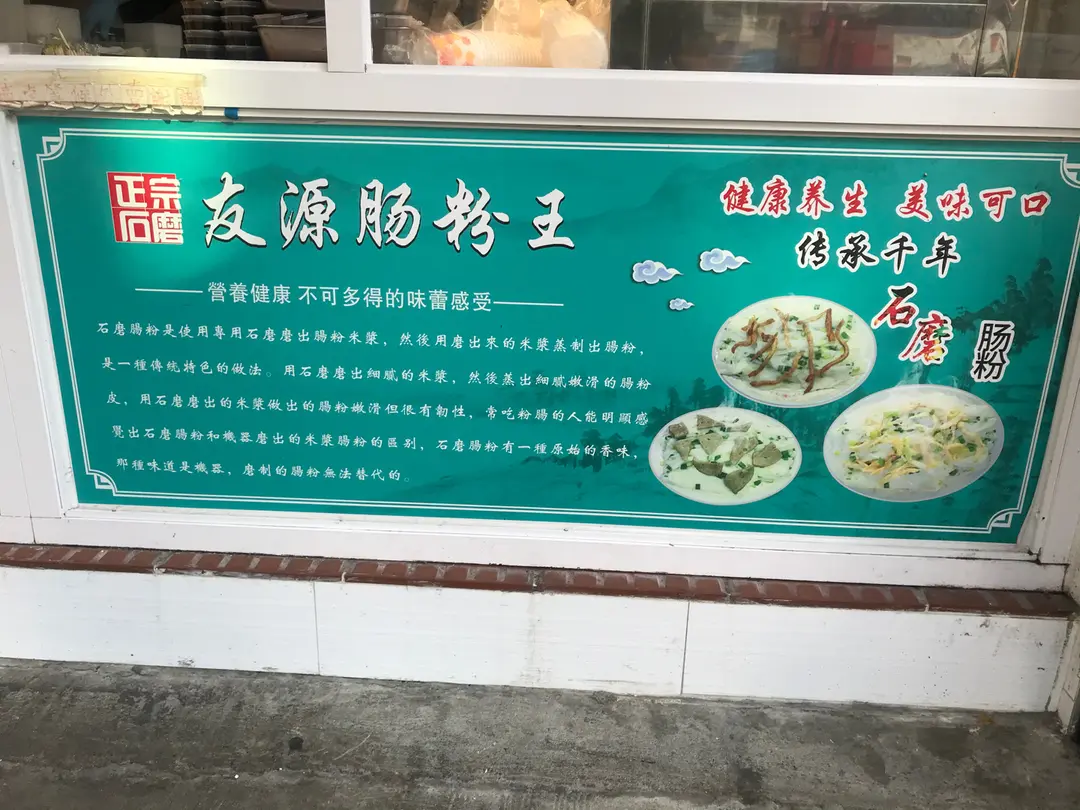 正宗
石磨
友源肠粉王
營養健康 不可多得的味蕾感受
石磨腸粉是使用專用石磨磨出腸粉米漿，然後用磨出來的米漿蒸制出腸粉，
是一種傳統特色的做法。用石磨磨出細膩的米漿，然後蒸出細膩嫩滑的腸粉
皮，用石磨磨出的米漿做出的腸粉嫩滑但很有韌性，常吃粉腸的人能明顯感
覺出石磨腸粉和機器磨出的米漿腸粉的區别，石磨腸粉有一種原始的香味，
那種味道是機器，磨制的腸粉無法替代的。
健康养生 美味可口
传承千年
石磨
肠粉